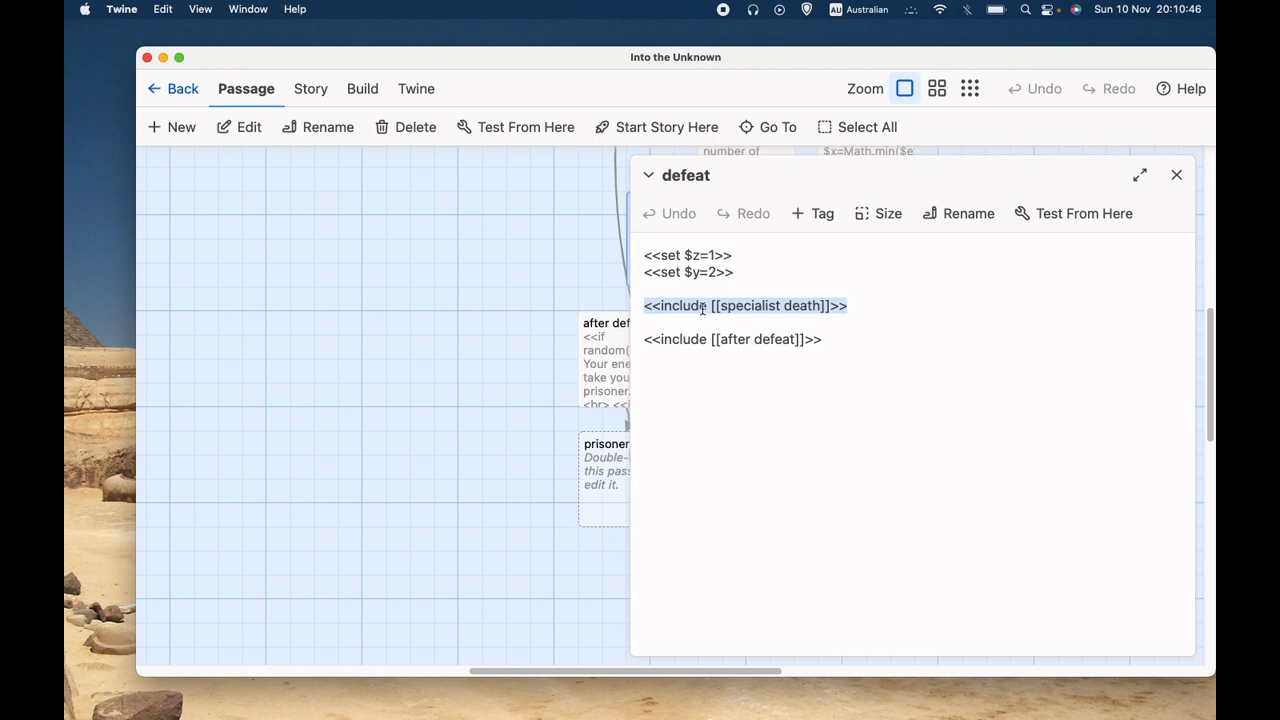 Twine Edit View Window Help
AU Australian
Sun 10 Nov 20:10:46
Into the Unknown
← Back Passage Story Build Twine
Zoom Undo Redo Help
+ New Edit Rename Delete Test From Here Start Story Here Go To Select All
number of
$x=Math.min($e
defeat
Undo Redo + Tag Size Rename Test From Here
<<set $z=1>>
<<set $y=2>>
<<include [[specialist death]]>>
<<include [[after defeat]]>>
after def
<<if
random(
Your ene
take you
prisoner.
<br> <<i
prisoner
Double-
this pass
edit it.